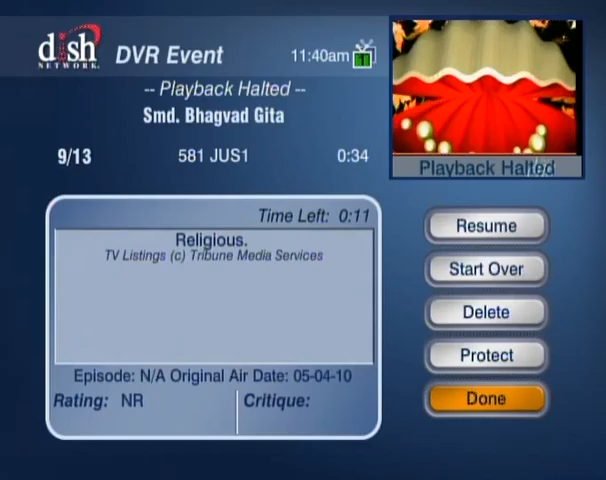 dish
NETWORK.
DVR Event
11:40am
1
-- Playback Halted --
Smd. Bhagvad Gita
9/13 581 JUS1 0:34
Playback Halted
Time Left: 0:11
Religious.
TV Listings (c) Tribune Media Services
Episode: N/A Original Air Date: 05-04-10
Rating: NR Critique:
Resume
Start Over
Delete
Protect
Done